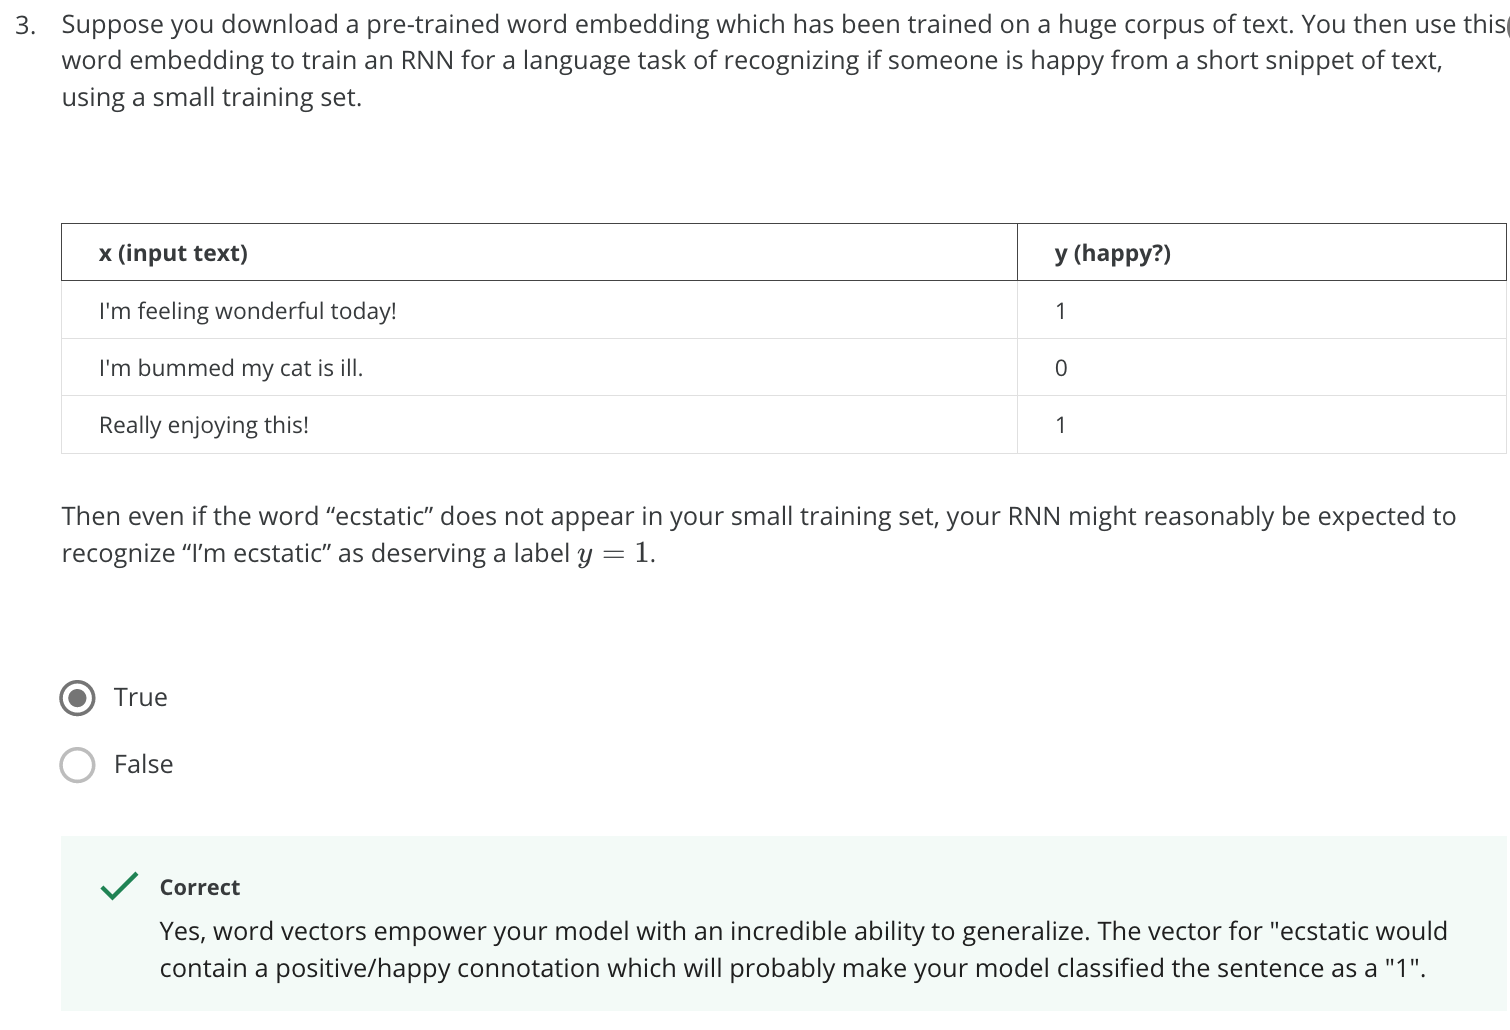 3. Suppose you download a pre-trained word embedding which has been trained on a huge corpus of text. You then use this
word embedding to train an RNN for a language task of recognizing if someone is happy from a short snippet of text,
using a small training set.
x (input text) y (happy?)
I'm feeling wonderful today! 1
I'm bummed my cat is ill. 0
Really enjoying this! 1
Then even if the word “ecstatic” does not appear in your small training set, your RNN might reasonably be expected to
recognize “I’m ecstatic” as deserving a label y = 1.
True
False
Correct
Yes, word vectors empower your model with an incredible ability to generalize. The vector for "ecstatic would
contain a positive/happy connotation which will probably make your model classified the sentence as a "1".